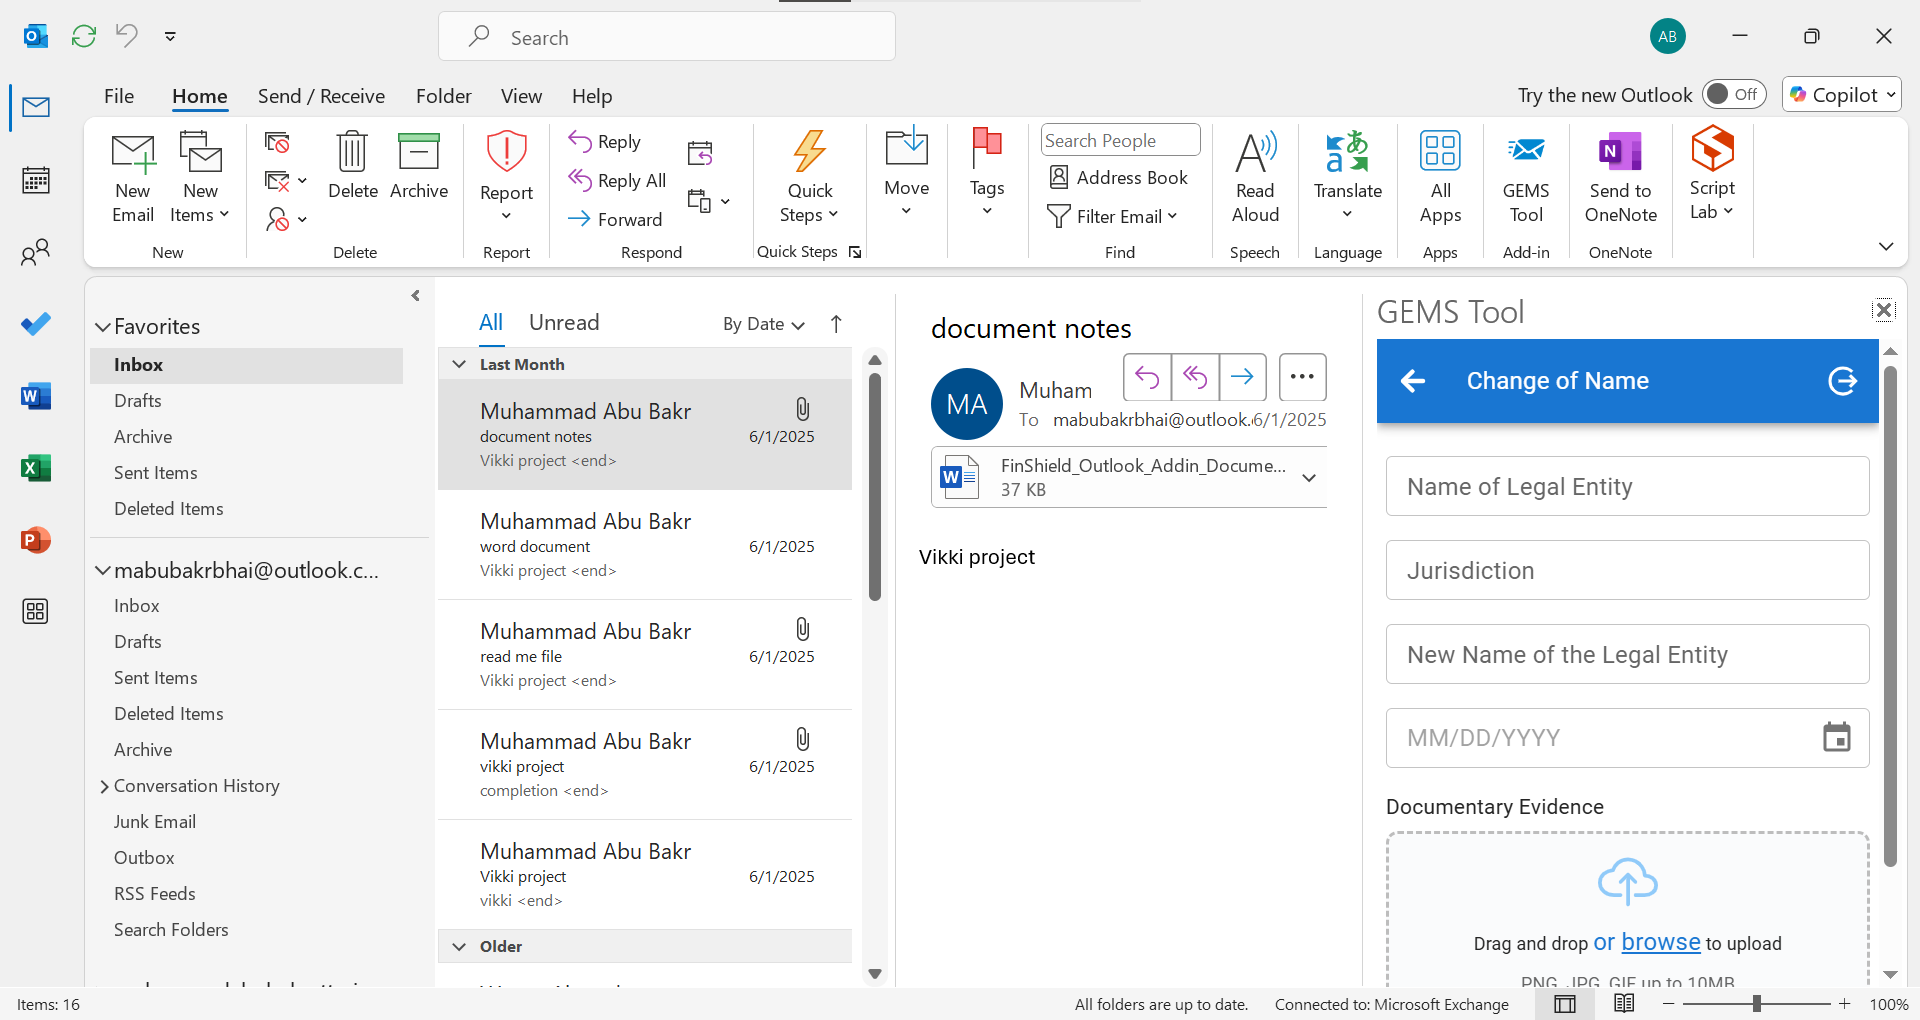 Search
AB
File
Home
Send / Receive
Folder
View
Help
Try the new Outlook
Off
Copilot
New
Email
New
Items
New
Delete
Archive
Delete
Report
Report
Reply
Reply All
Forward
Respond
Quick
Steps
Quick Steps
Move
Tags
Search People
Address Book
Filter Email
Find
Read
Aloud
Speech
Translate
Language
All
Apps
Apps
GEMS
Tool
Add-in
Send to
OneNote
OneNote
Script
Lab
Favorites
Inbox
Drafts
Archive
Sent Items
Deleted Items
mabubakrbhai@outlook.c...
Inbox
Drafts
Sent Items
Deleted Items
Archive
Conversation History
Junk Email
Outbox
RSS Feeds
Search Folders
All
Unread
By Date
Last Month
Muhammad Abu Bakr
document notes
6/1/2025
Vikki project <end>
Muhammad Abu Bakr
word document
6/1/2025
Vikki project <end>
Muhammad Abu Bakr
read me file
6/1/2025
Vikki project <end>
Muhammad Abu Bakr
vikki project
6/1/2025
completion <end>
Muhammad Abu Bakr
Vikki project
6/1/2025
vikki <end>
Older
document notes
MA
Muham
To mabubakrbhai@outlook.
6/1/2025
FinShield_Outlook_Addin_Docume...
37 KB
Vikki project
GEMS Tool
Change of Name
Name of Legal Entity
Jurisdiction
New Name of the Legal Entity
MM/DD/YYYY
Documentary Evidence
Drag and drop or browse to upload
PNG, JPG, GIF up to 10MB
Items: 16
All folders are up to date.
Connected to: Microsoft Exchange
100%